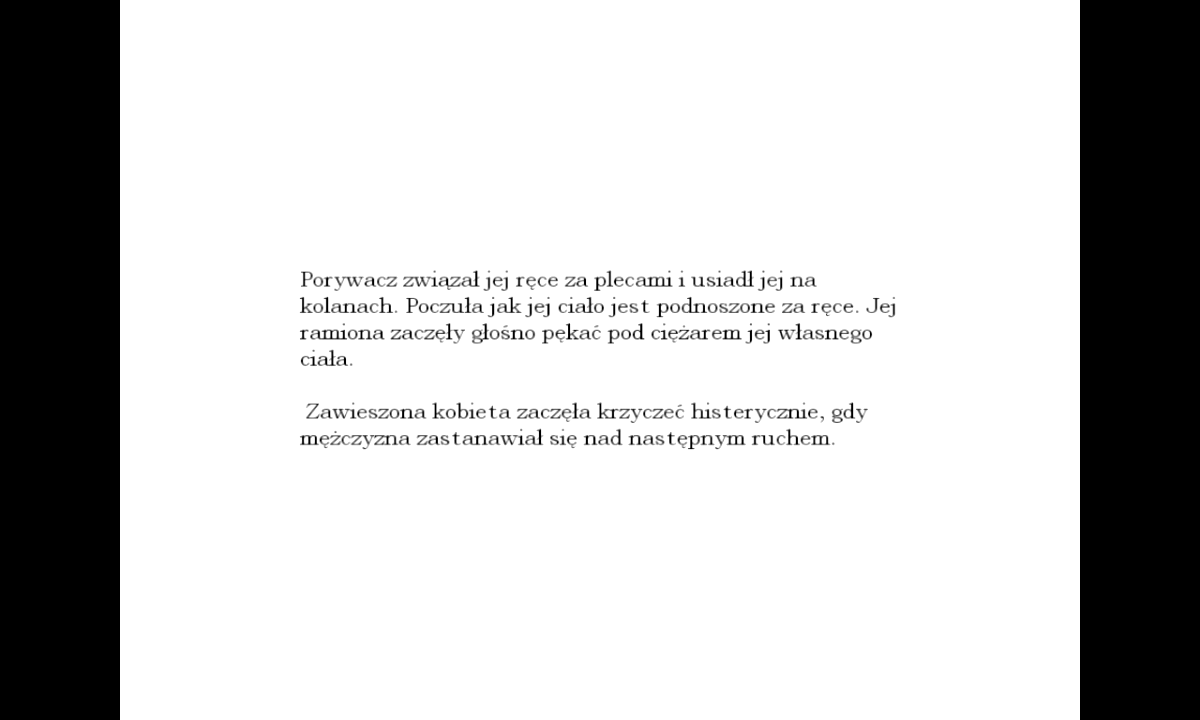 Porywacz związał jej ręce za plecami i usiadł jej na
kolanach. Poczuła jak jej ciało jest podnoszone za ręce. Jej
ramiona zaczęły głośno pękać pod ciężarem jej własnego
ciała.
Zawieszona kobieta zaczęła krzyczeć histerycznie, gdy
mężczyzna zastanawiał się nad następnym ruchem.